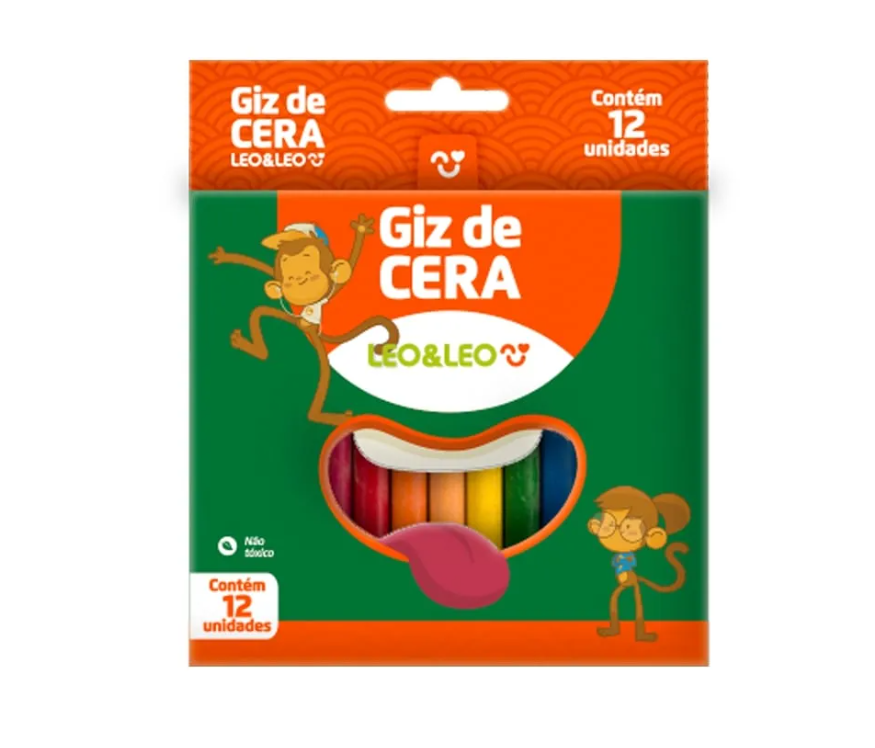 Giz de
CERA
LEO&LEO
Contém
12
unidades
Giz de
CERA
LEO&LEO
Não
tóxico
Contém
12
unidades